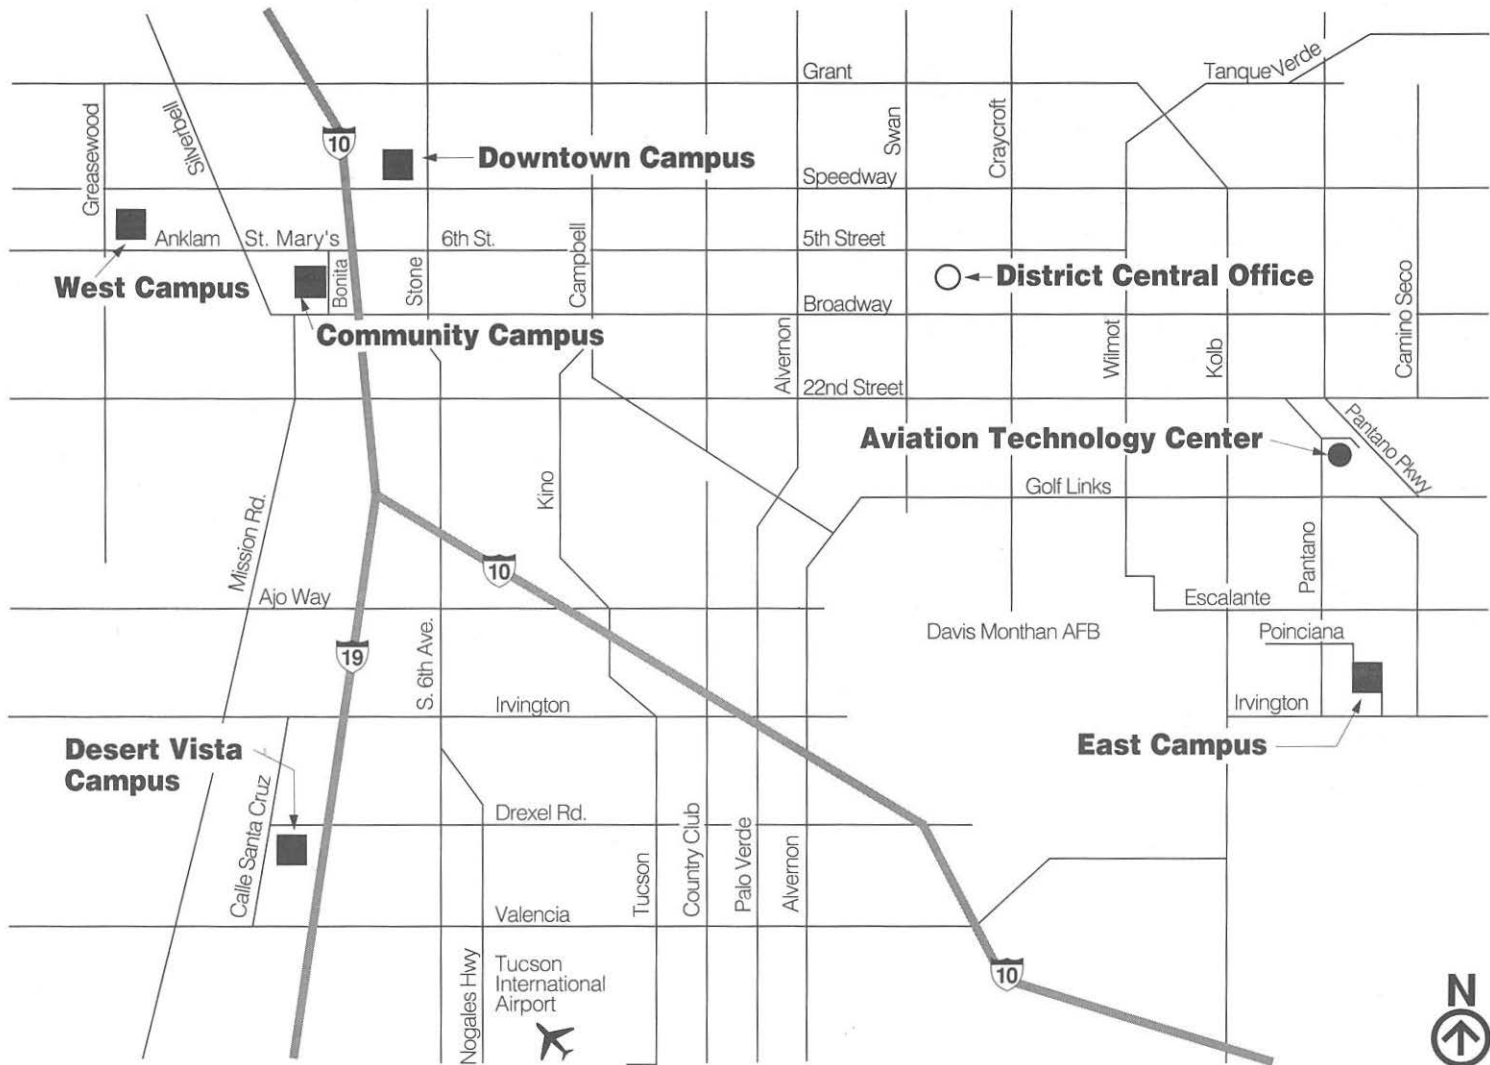 Grant
Tanque Verde
Greasewood
Silverbell
10
Downtown Campus
Swan
Craycroft
Speedway
Anklam
St. Mary's
6th St.
5th Street
West Campus
Bonita
Stone
Campbell
District Central Office
Broadway
Community Campus
Alvernon
Wilmot
Kolb
Camino Seco
22nd Street
Pantano Pkwy
Aviation Technology Center
Golf Links
Kino
Mission Rd.
10
Pantano
Ajo Way
Escalante
Davis Monthan AFB
Poinciana
19
S. 6th Ave.
Irvington
Irvington
East Campus
Desert Vista
Campus
Calle Santa Cruz
Drexel Rd.
Tucson
Country Club
Palo Verde
Alvernon
Valencia
Nogales Hwy
Tucson
International
Airport
10
N